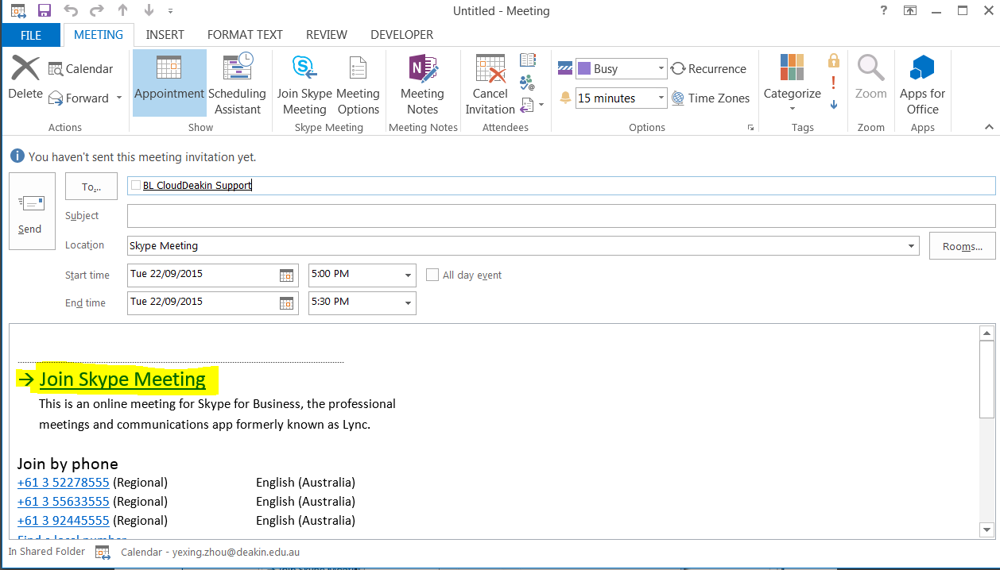 Untitled - Meeting
?
FILE MEETING INSERT FORMAT TEXT REVIEW DEVELOPER
Delete
Calendar
Forward
Actions
Appointment
Scheduling
Assistant
Show
Join Skype
Meeting
Meeting
Options
Skype Meeting
Meeting
Notes
Meeting Notes
Cancel
Invitation
Attendees
Busy
Recurrence
15 minutes
Time Zones
Options
Categorize
Tags
Zoom
Zoom
Apps for
Office
Apps
You haven't sent this meeting invitation yet.
Send
To...
BL CloudDeakin Support
Subject
Location
Skype Meeting
Rooms...
Start time
Tue 22/09/2015
5:00 PM
All day event
End time
Tue 22/09/2015
5:30 PM
→ Join Skype Meeting
This is an online meeting for Skype for Business, the professional
meetings and communications app formerly known as Lync.
Join by phone
+61 3 52278555 (Regional) English (Australia)
+61 3 55633555 (Regional) English (Australia)
+61 3 92445555 (Regional) English (Australia)
Find a local number
In Shared Folder Calendar - yexing.zhou@deakin.edu.au